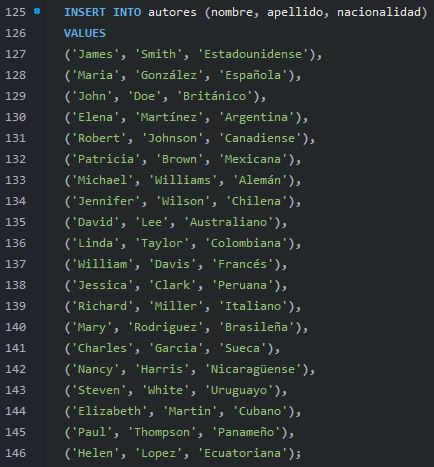 125 INSERT INTO autores (nombre, apellido, nacionalidad)
126 VALUES
127 ('James', 'Smith', 'Estadounidense'),
128 ('Maria', 'González', 'Española'),
129 ('John', 'Doe', 'Británico'),
130 ('Elena', 'Martínez', 'Argentina'),
131 ('Robert', 'Johnson', 'Canadiense'),
132 ('Patricia', 'Brown', 'Mexicana'),
133 ('Michael', 'Williams', 'Alemán'),
134 ('Jennifer', 'Wilson', 'Chilena'),
135 ('David', 'Lee', 'Australiano'),
136 ('Linda', 'Taylor', 'Colombiana'),
137 ('William', 'Davis', 'Francés'),
138 ('Jessica', 'Clark', 'Peruana'),
139 ('Richard', 'Miller', 'Italiano'),
140 ('Mary', 'Rodriguez', 'Brasileña'),
141 ('Charles', 'Garcia', 'Sueca'),
142 ('Nancy', 'Harris', 'Nicaragüense'),
143 ('Steven', 'White', 'Uruguayo'),
144 ('Elizabeth', 'Martin', 'Cubano'),
145 ('Paul', 'Thompson', 'Panameño'),
146 ('Helen', 'Lopez', 'Ecuatoriana');